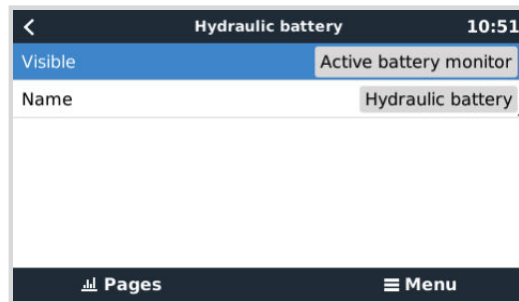 Hydraulic battery 10:51
Visible Active battery monitor
Name Hydraulic battery
Pages Menu